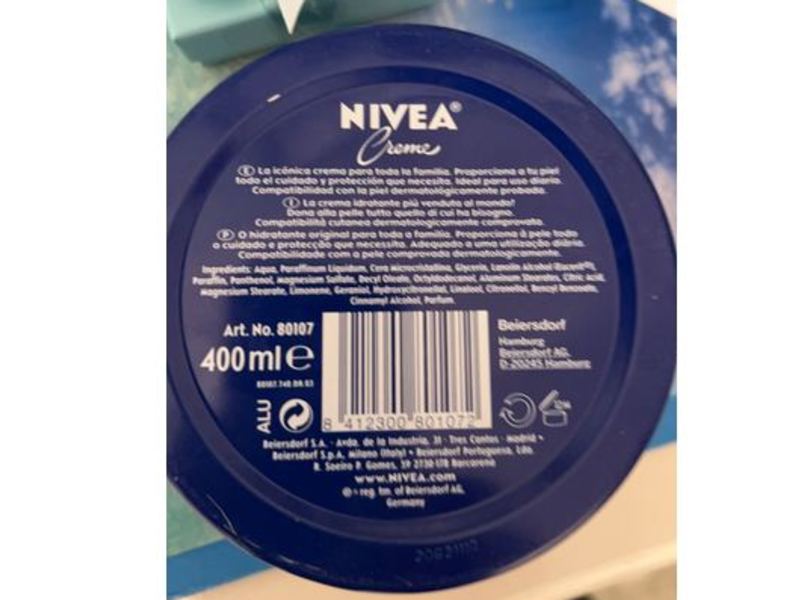 NIVEA®
Creme
E La icónica crema para toda la familia. Proporciona a tu piel
todo el cuidado y protección que necesita. Ideal para uso diario.
Compatibilidad con la piel dermatológicamente probada.
I La crema idratante più venduta al mondo!
Dona alla pelle tutto quello di cui ha bisogno.
Compatibilità cutanea dermatologicamente comprovata.
P O hidratante original para toda a família. Proporciona à pele todo
o cuidado e protecção que necessita. Adequado a uma utilização diária.
Compatibilidade com a pele comprovada dermatologicamente.
Ingredients: Aqua, Paraffinum Liquidum, Cera Microcristallina, Glycerin, Lanolin Alcohol (Eucerit®),
Paraffin, Panthenol, Magnesium Sulfate, Decyl Oleate, Octyldodecanol, Aluminum Stearates, Citric Acid,
Magnesium Stearate, Limonene, Geraniol, Hydroxycitronellal, Linalool, Citronellol, Benzyl Benzoate,
Cinnamyl Alcohol, Parfum.
Art. No. 80107
400 ml e
ALU
8 412300 801072
Beiersdorf
Hamburg
Beiersdorf AG,
D-20245 Hamburg
12M
Beiersdorf S.A. · Avda. de la Industria, 31 · Tres Cantos · Madrid •
Beiersdorf S.p.A. Milano (Italy) • Beiersdorf Portuguesa, Lda.
R. Soeiro P. Gomes, 59 2730-178 Barcarena
www.NIVEA.com
® = reg. tm. of Beiersdorf AG,
Germany